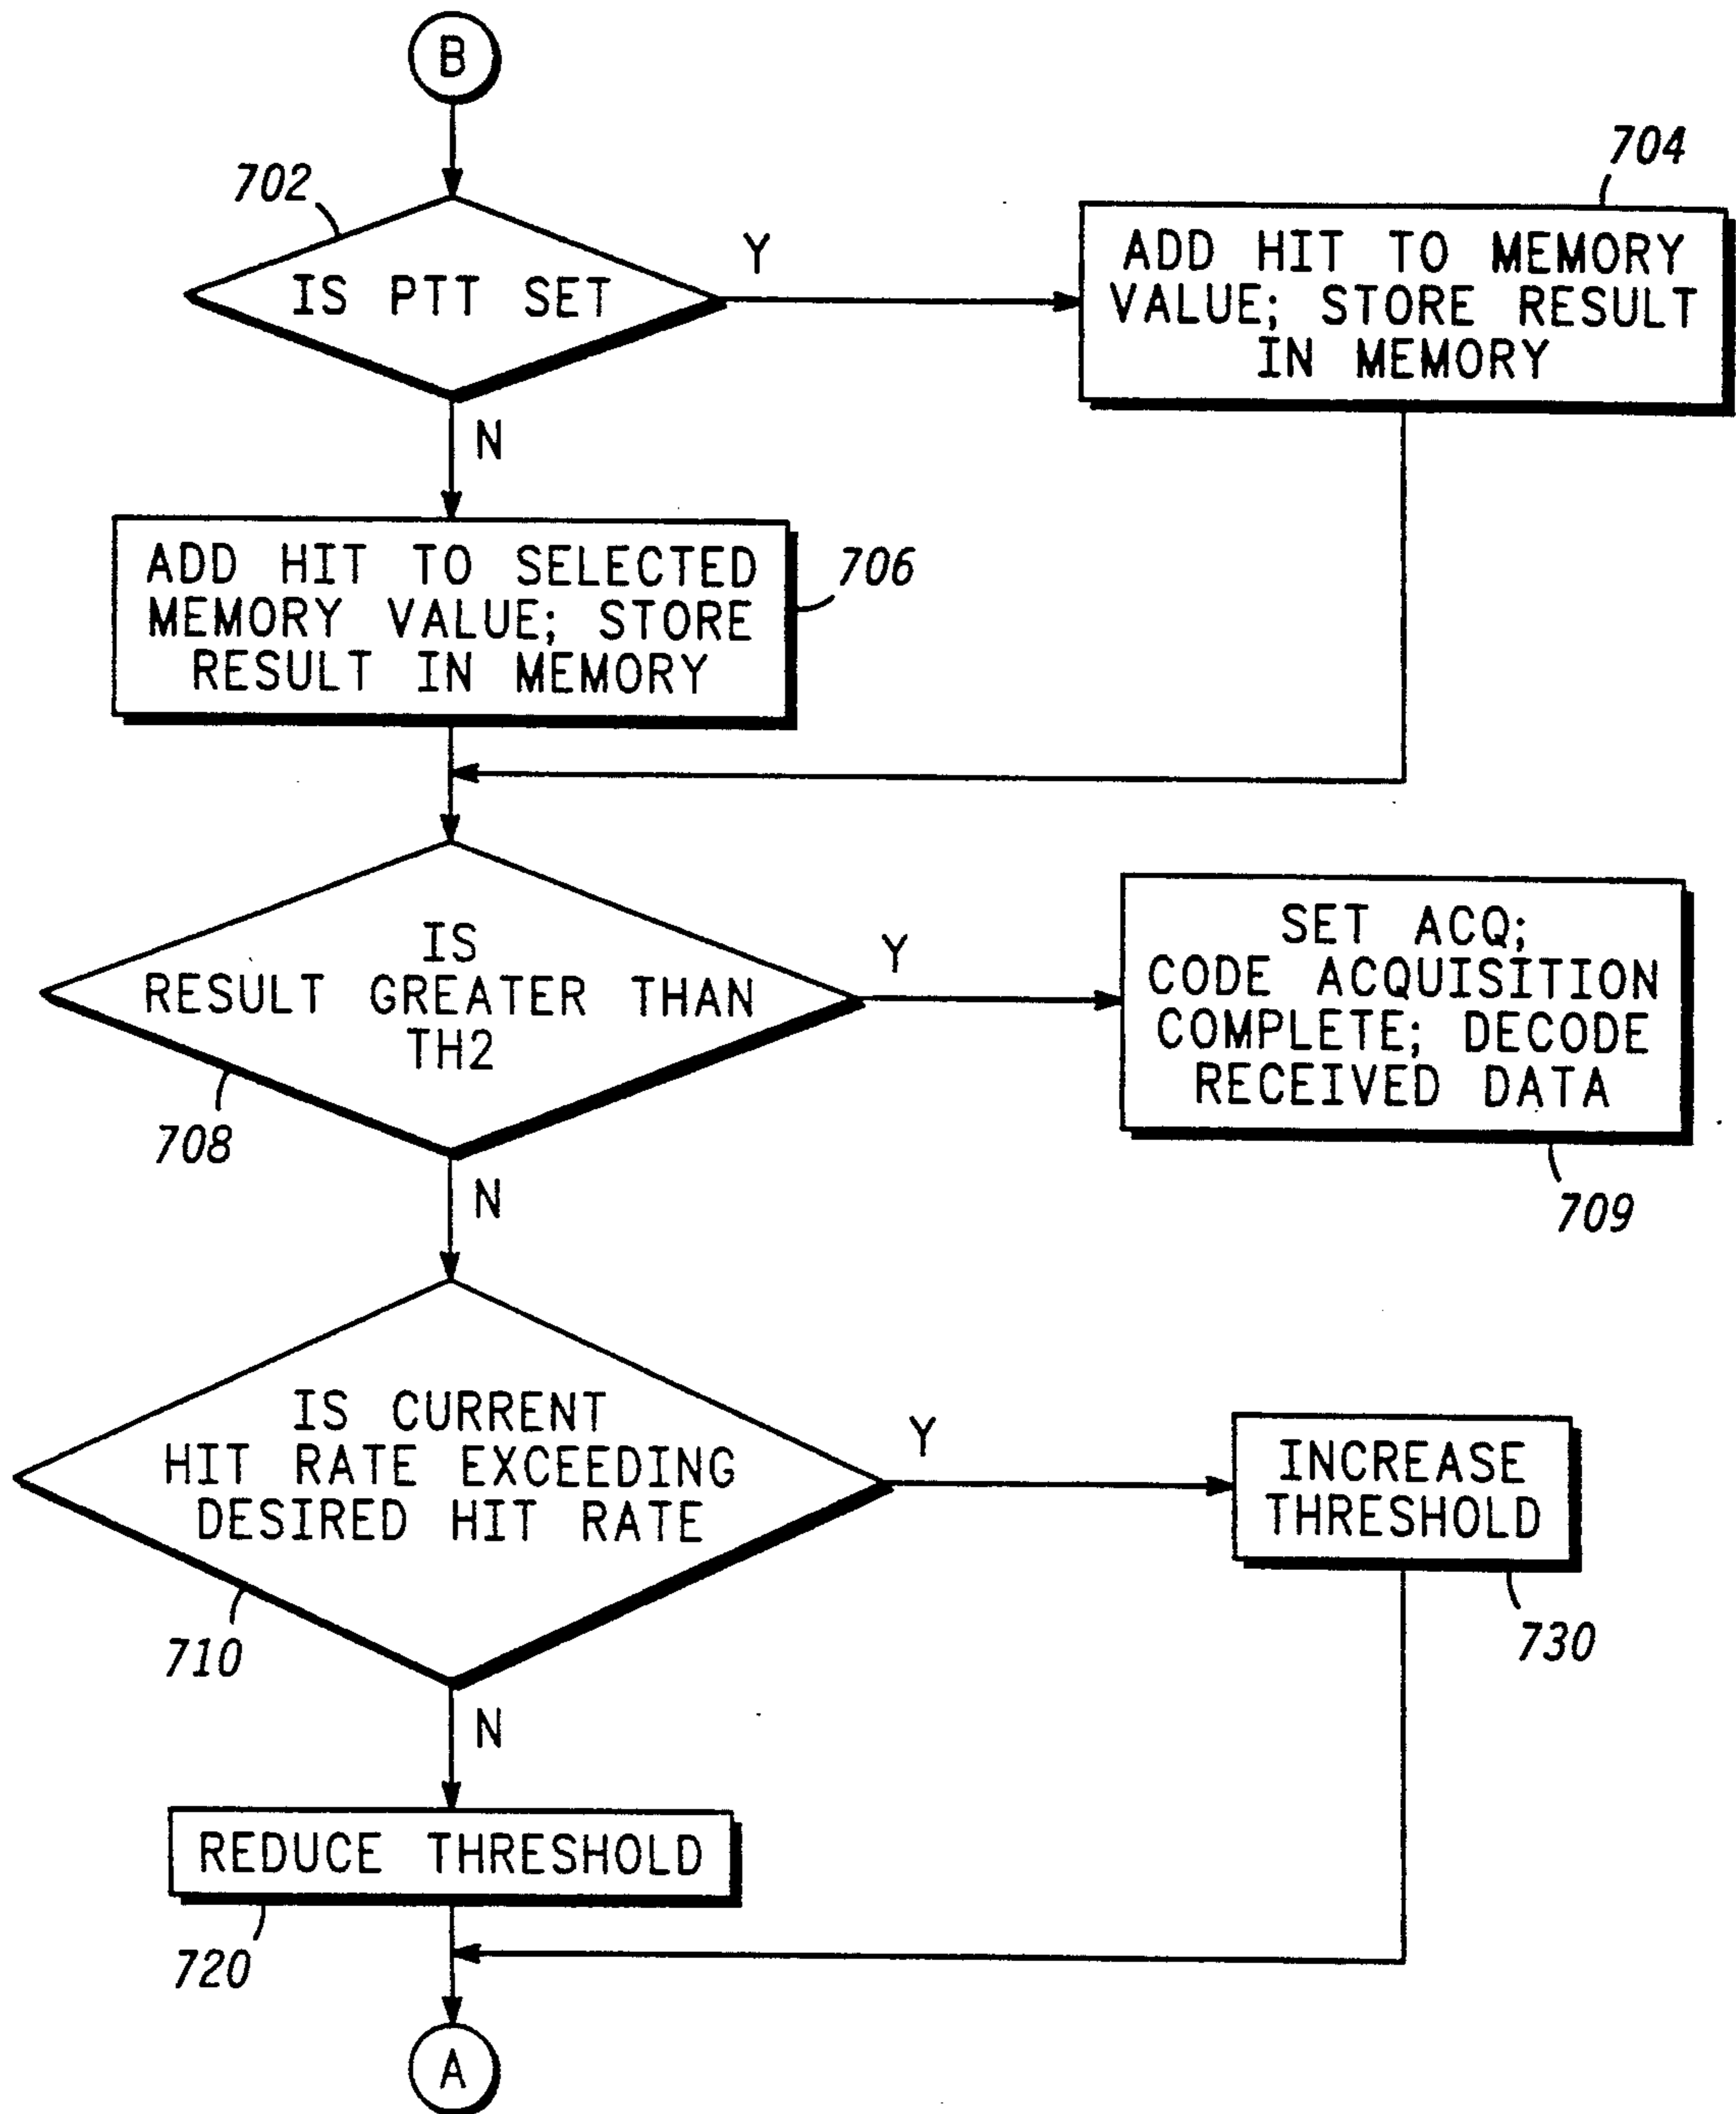 B
702
IS PTT SET
Y
704
ADD HIT TO MEMORY
VALUE; STORE RESULT
IN MEMORY
N
ADD HIT TO SELECTED
MEMORY VALUE; STORE
RESULT IN MEMORY
706
IS
RESULT GREATER THAN
TH2
708
Y
SET ACQ;
CODE ACQUISITION
COMPLETE; DECODE
RECEIVED DATA
709
N
IS CURRENT
HIT RATE EXCEEDING
DESIRED HIT RATE
710
Y
INCREASE
THRESHOLD
730
N
REDUCE THRESHOLD
720
A